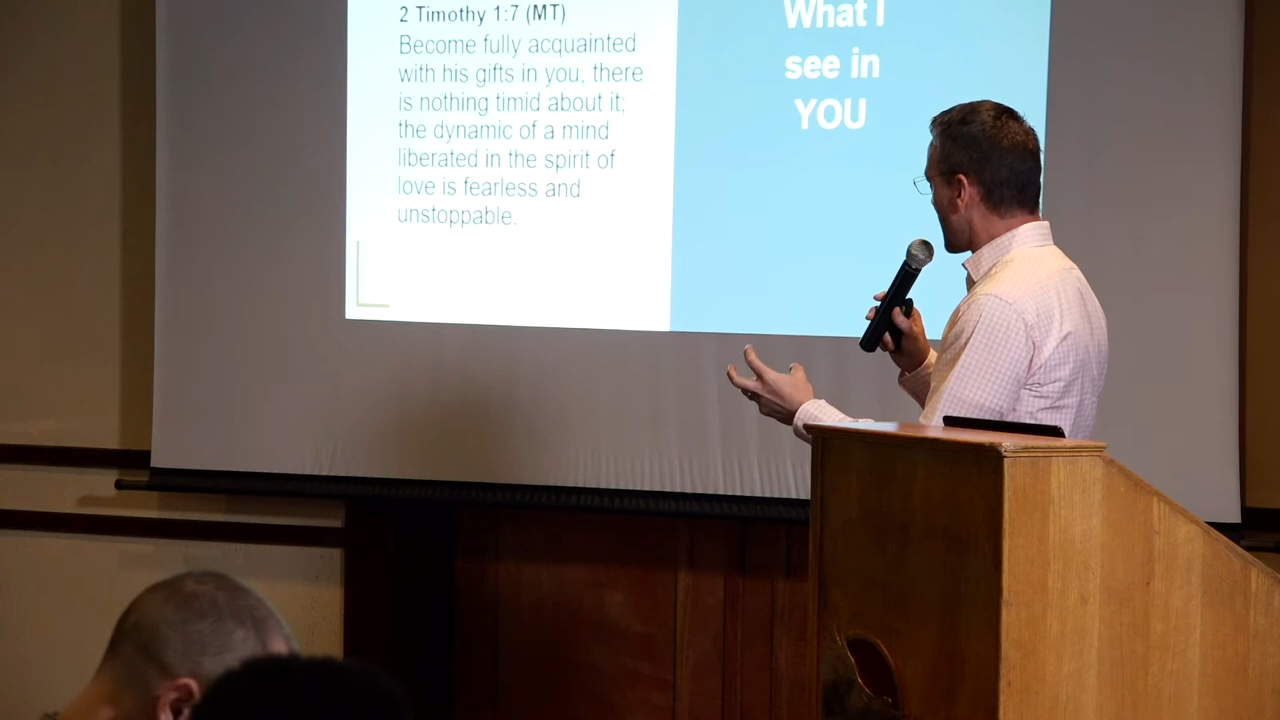 2 Timothy 1:7 (MT)
Become fully acquainted
with his gifts in you, there
is nothing timid about it;
the dynamic of a mind
liberated in the spirit of
love is fearless and
unstoppable.
What I
see in
YOU